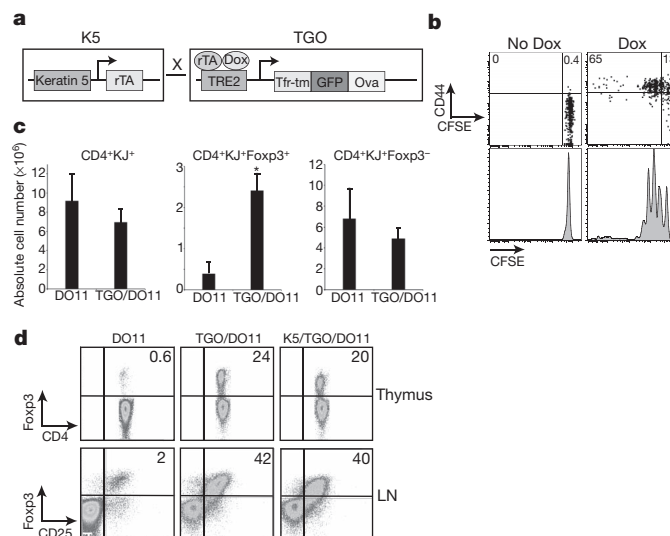 a
K5
TGO
Keratin 5
rTA
X
rTA
Dox
TRE2
Tfr-tm
GFP
Ova
b
No Dox
Dox
0
0.4
65
CD44
CFSE
CFSE
c
CD4⁺KJ⁺
CD4⁺KJ⁺Foxp3⁺
CD4⁺KJ⁺Foxp3⁻
Absolute cell number (×10⁶)
12
10
8
6
4
2
0
DO11
TGO/DO11
3
2
1
0
*
DO11
TGO/DO11
12
10
8
6
4
2
0
DO11
TGO/DO11
d
DO11
TGO/DO11
K5/TGO/DO11
0.6
24
20
Thymus
Foxp3
CD4
2
42
40
LN
Foxp3
CD25